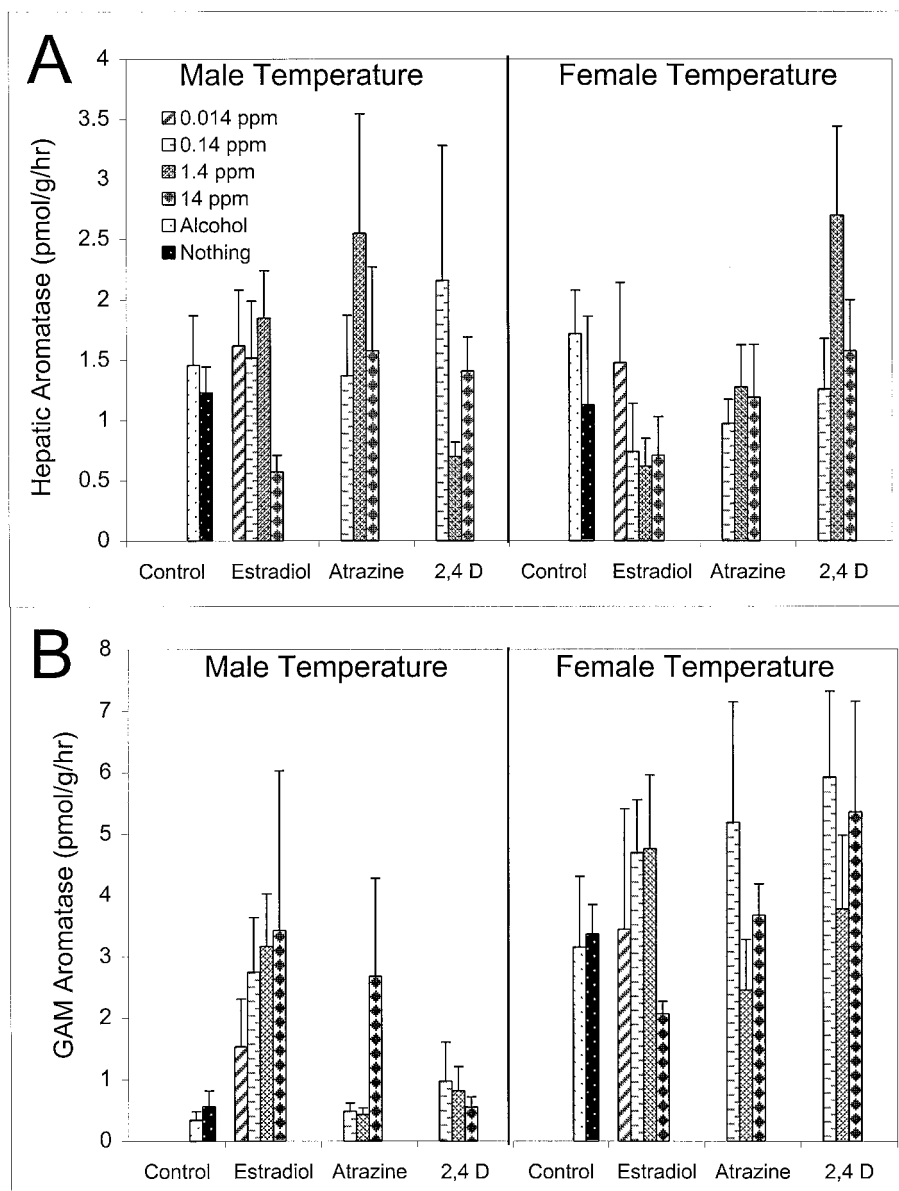 A
Male Temperature
Female Temperature
Hepatic Aromatase (pmol/g/hr)
4
3.5
3
2.5
2
1.5
1
0.5
0
0.014 ppm
0.14 ppm
1.4 ppm
14 ppm
Alcohol
Nothing
Control Estradiol Atrazine 2,4 D Control Estradiol Atrazine 2,4 D
B
Male Temperature
Female Temperature
GAM Aromatase (pmol/g/hr)
8
7
6
5
4
3
2
1
0
Control Estradiol Atrazine 2,4 D Control Estradiol Atrazine 2,4 D